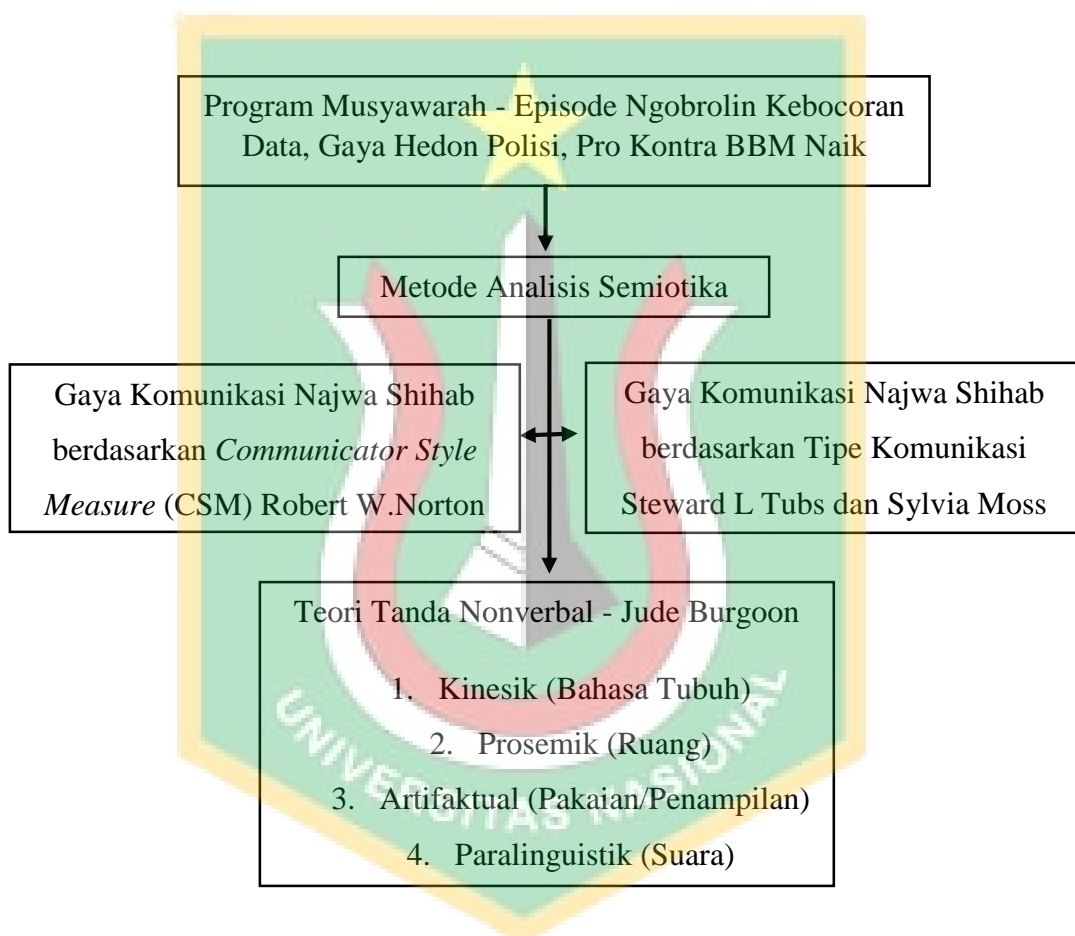 Program Musyawarah - Episode Ngobrolin Kebocoran
Data, Gaya Hedon Polisi, Pro Kontra BBM Naik
Metode Analisis Semiotika
Gaya Komunikasi Najwa Shihab
berdasarkan Communicator Style
Measure (CSM) Robert W.Norton
Gaya Komunikasi Najwa Shihab
berdasarkan Tipe Komunikasi
Steward L Tubs dan Sylvia Moss
Teori Tanda Nonverbal - Jude Burgoon
1. Kinesik (Bahasa Tubuh)
2. Prosemik (Ruang)
3. Artifaktual (Pakaian/Penampilan)
4. Paralinguistik (Suara)
UNIVERSITAS NASIONAL